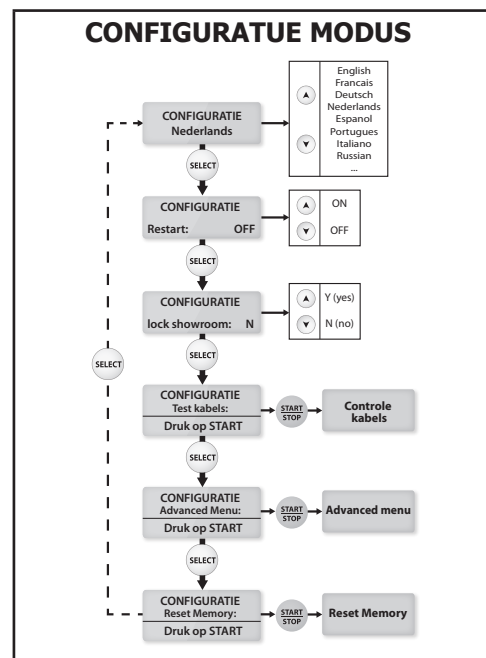 CONFIGURATUE MODUS
CONFIGURATIE
Nederlands
English
Francais
Deutsch
Nederlands
Espanol
Portugues
Italiano
Russian
...
SELECT
CONFIGURATIE
Restart: OFF
ON
OFF
SELECT
CONFIGURATIE
lock showroom: N
Y (yes)
N (no)
SELECT
SELECT
CONFIGURATIE
Test kabels:
Druk op START
START
STOP
Controle
kabels
SELECT
CONFIGURATIE
Advanced Menu:
Druk op START
START
STOP
Advanced menu
SELECT
CONFIGURATIE
Reset Memory:
Druk op START
START
STOP
Reset Memory